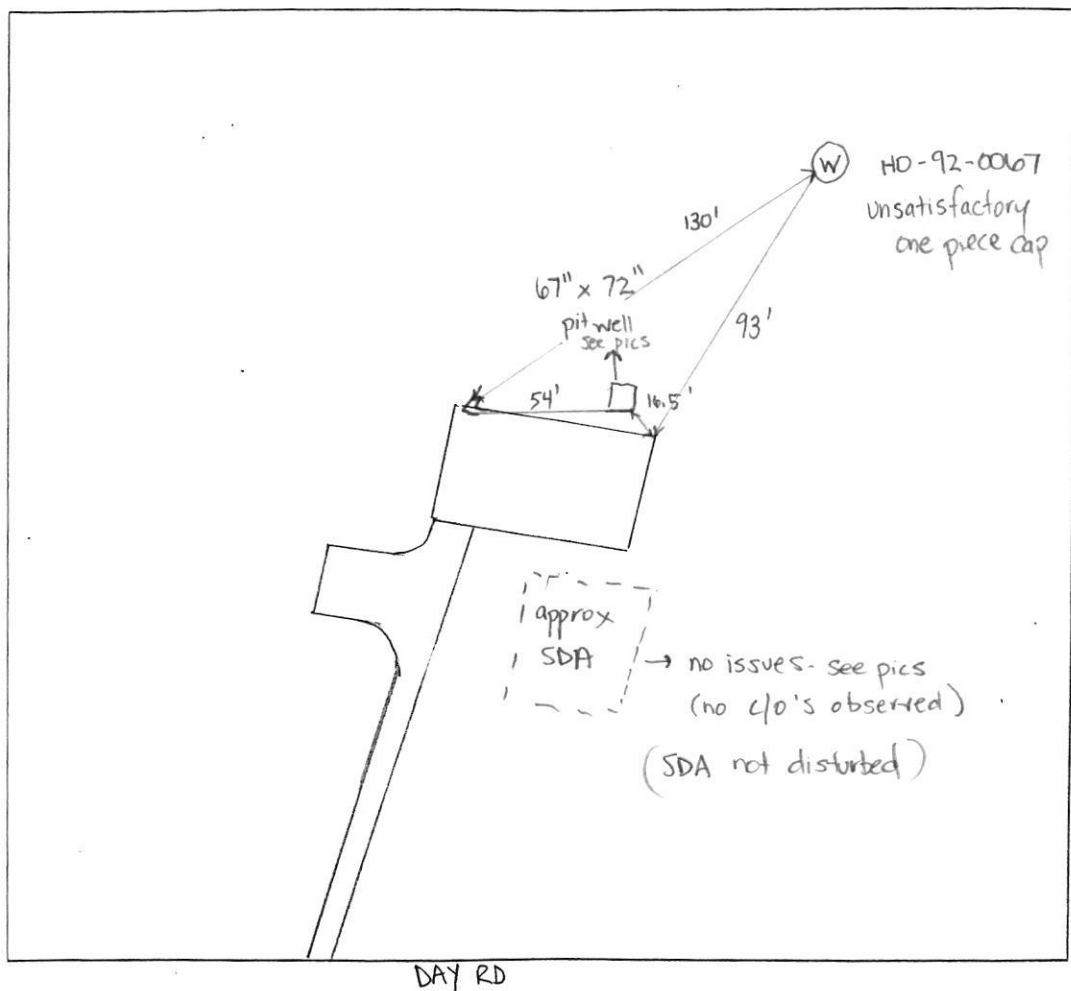 W
HO-92-0067
unsatisfactory
one piece cap
130'
93'
67" x 72"
pit well
see pics
54'
16.5'
approx
SDA
→ no issues - see pics
(no c/o's observed)
(SDA not disturbed)
DAY RD